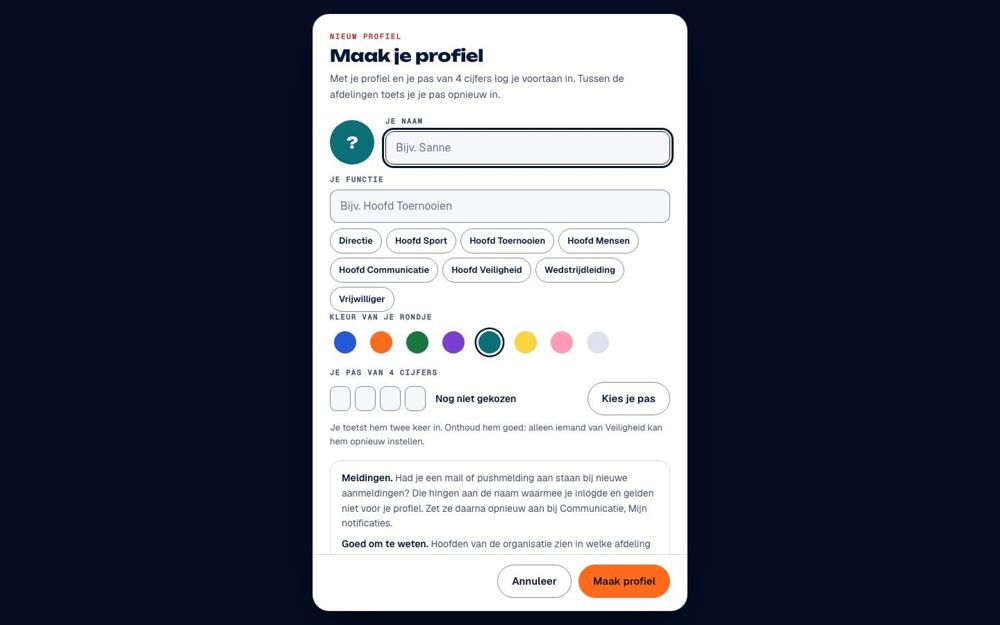 NIEUW PROFIEL
Maak je profiel
Met je profiel en je pas van 4 cijfers log je voortaan in. Tussen de
afdelingen toets je je pas opnieuw in.
?
JE NAAM
Bijv. Sanne
JE FUNCTIE
Bijv. Hoofd Toernooien
Directie Hoofd Sport Hoofd Toernooien Hoofd Mensen
Hoofd Communicatie Hoofd Veiligheid Wedstrijdleiding
Vrijwilliger
KLEUR VAN JE RONDJE
JE PAS VAN 4 CIJFERS
Nog niet gekozen Kies je pas
Je toetst hem twee keer in. Onthoud hem goed: alleen iemand van Veiligheid kan
hem opnieuw instellen.
Meldingen. Had je een mail of pushmelding aan staan bij nieuwe
aanmeldingen? Die hingen aan de naam waarmee je inlogde en gelden
niet voor je profiel. Zet ze daarna opnieuw aan bij Communicatie, Mijn
notificaties.
Goed om te weten. Hoofden van de organisatie zien in welke afdeling
Annuleer Maak profiel